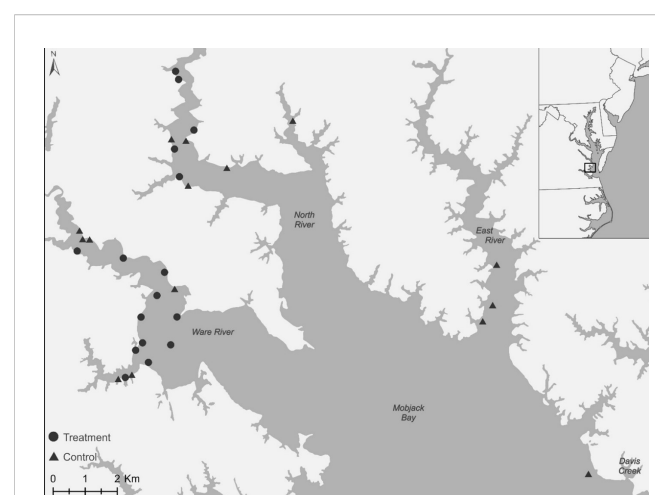 N
North
River
East
River
Ware River
Mobjack
Bay
Treatment
Control
Davis
Creek
0 1 2 Km